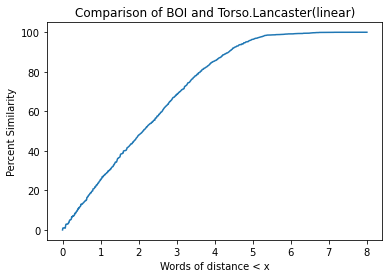 Comparison of BOI and Torso.Lancaster(linear)
100
80
60
40
20
0
Percent Similarity
0 1 2 3 4 5 6 7 8
Words of distance < x